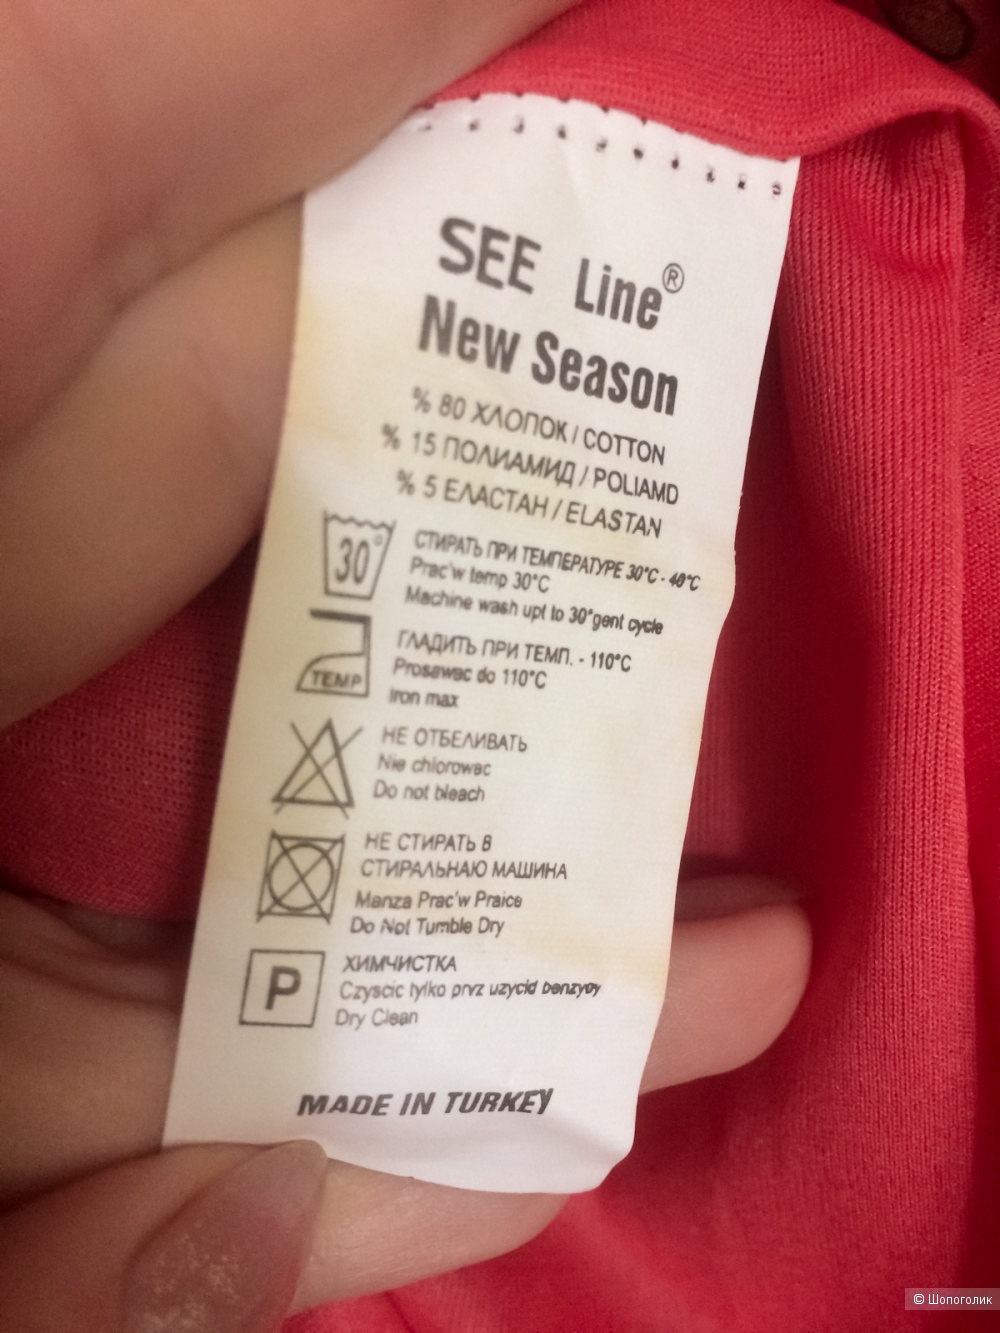 SEE Line®
New Season
% 80 ХЛОПОК / COTTON
% 15 ПОЛИАМИД / POLIAMD
% 5 ЕЛАСТАН / ELASTAN
30°
СТИРАТЬ ПРИ ТЕМПЕРАТУРЕ 30°C - 40°C
Prac'w temp 30°C
Machine wash upt to 30°gent cycle
TEMP
ГЛАДИТЬ ПРИ ТЕМП. - 110°C
Prosawac do 110°C
Iron max
НЕ ОТБЕЛИВАТЬ
Nie chlorowac
Do not bleach
НЕ СТИРАТЬ В
СТИРАЛЬНАЮ МАШИНА
Manza Prac'w Praice
Do Not Tumble Dry
P
ХИМЧИСТКА
Czyscic tylko prvz uzycid benzyoy
Dry Clean
MADE IN TURKEY
© Шопоголик